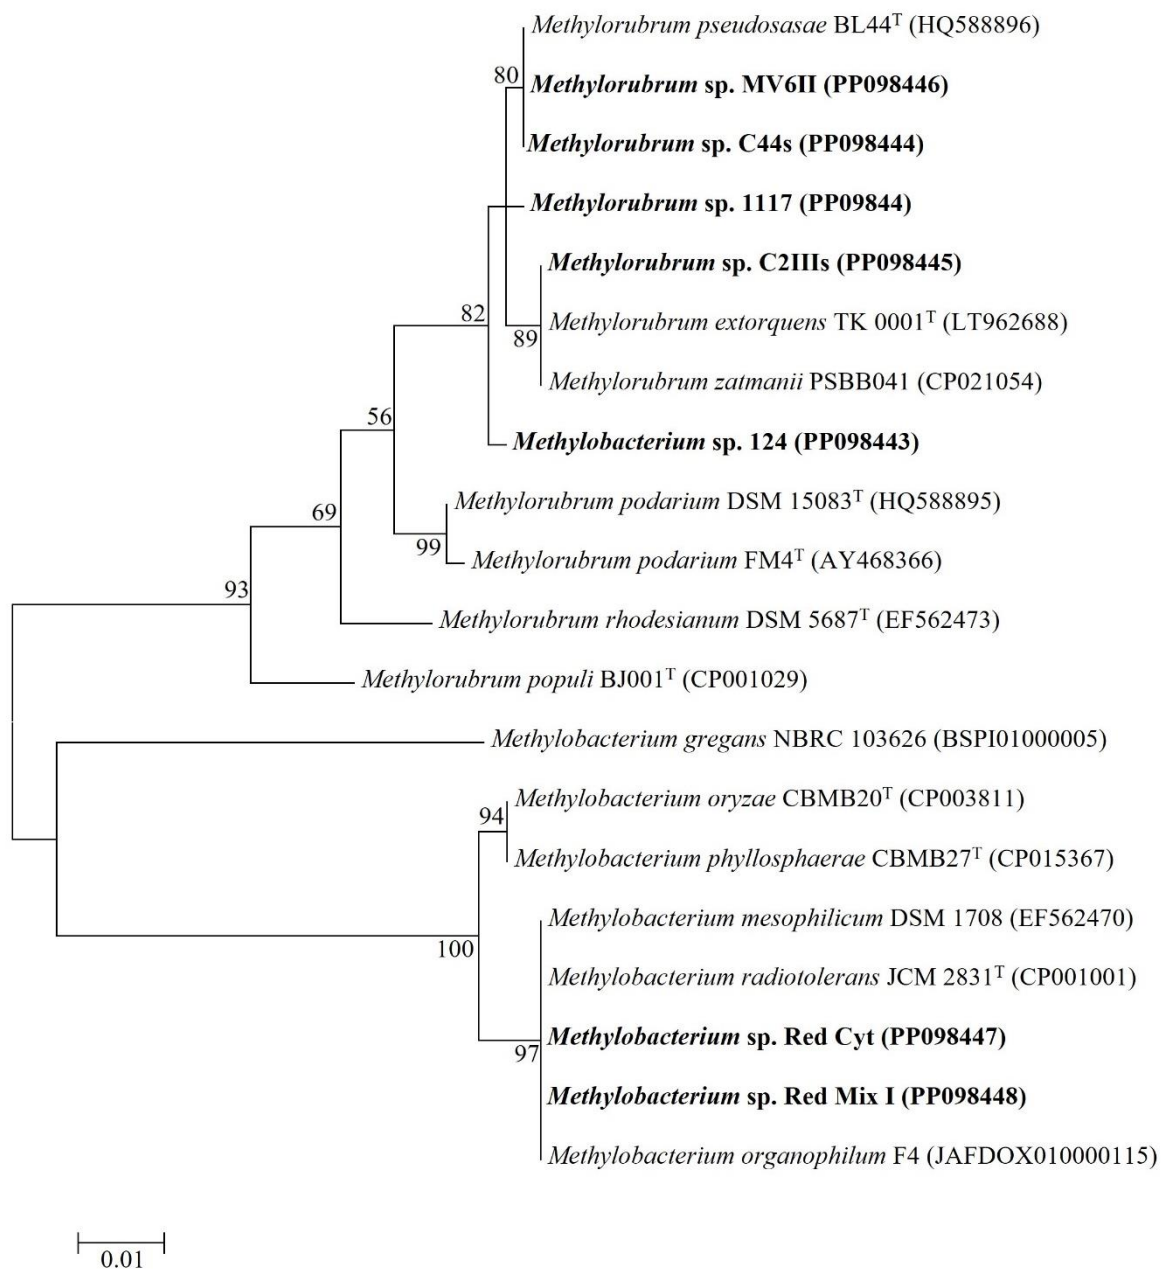 Methylorubrum pseudosasae BL44ᵀ (HQ588896)
80
Methylorubrum sp. MV6II (PP098446)
Methylorubrum sp. C44s (PP098444)
Methylorubrum sp. 1117 (PP09844)
Methylorubrum sp. C2IIIs (PP098445)
82
Methylorubrum extorquens TK 0001ᵀ (LT962688)
89
Methylorubrum zatmanii PSBB041 (CP021054)
56
Methylobacterium sp. 124 (PP098443)
Methylorubrum podarium DSM 15083ᵀ (HQ588895)
69
99
Methylorubrum podarium FM4ᵀ (AY468366)
93
Methylorubrum rhodesianum DSM 5687ᵀ (EF562473)
Methylorubrum populi BJ001ᵀ (CP001029)
Methylobacterium gregans NBRC 103626 (BSPI01000005)
Methylobacterium oryzae CBMB20ᵀ (CP003811)
94
Methylobacterium phyllosphaerae CBMB27ᵀ (CP015367)
Methylobacterium mesophilicum DSM 1708 (EF562470)
100
Methylobacterium radiotolerans JCM 2831ᵀ (CP001001)
Methylobacterium sp. Red Cyt (PP098447)
97
Methylobacterium sp. Red Mix I (PP098448)
Methylobacterium organophilum F4 (JAFDOX010000115)
0.01